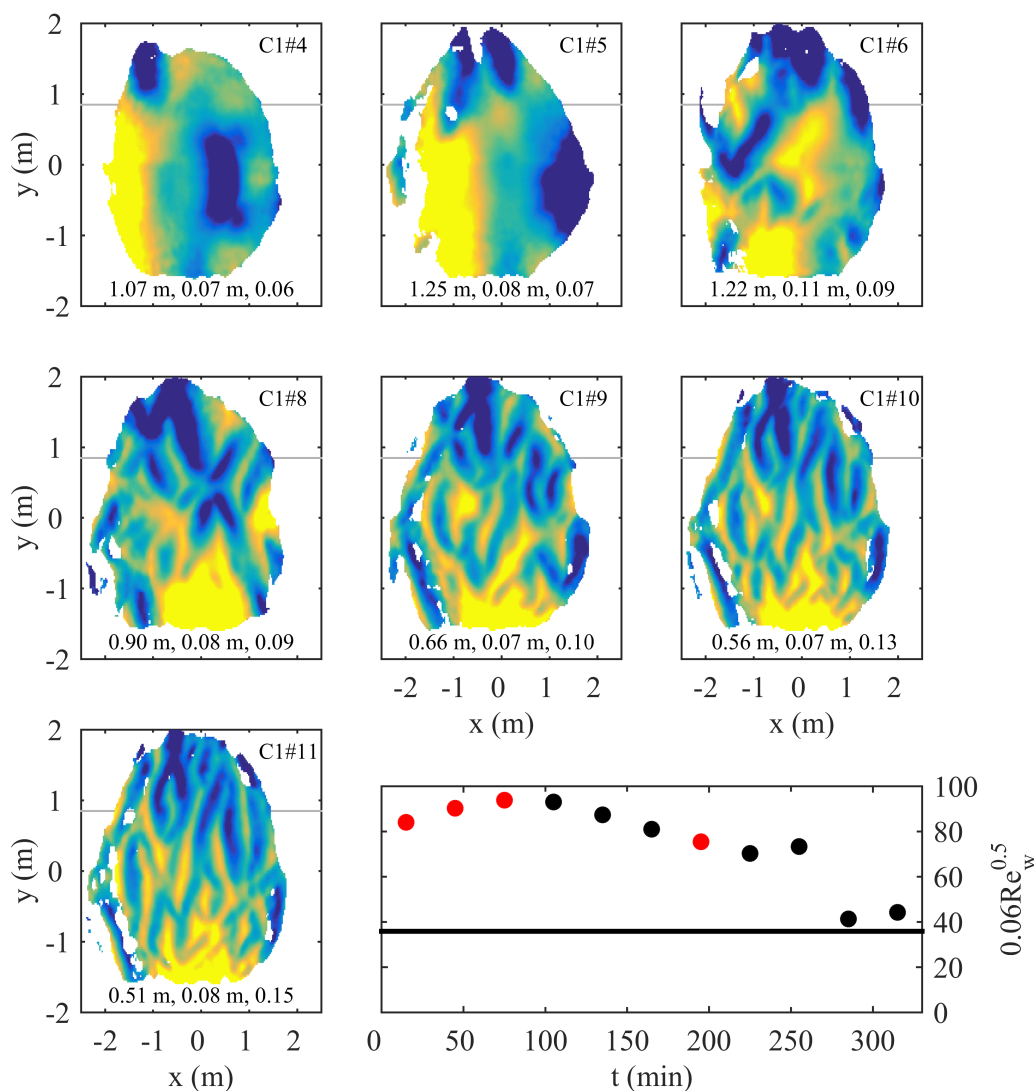 C1#4
C1#5
C1#6
2
1
0
-1
-2
y (m)
1.07 m, 0.07 m, 0.06
1.25 m, 0.08 m, 0.07
1.22 m, 0.11 m, 0.09
C1#8
C1#9
C1#10
2
1
0
-1
-2
y (m)
0.90 m, 0.08 m, 0.09
0.66 m, 0.07 m, 0.10
0.56 m, 0.07 m, 0.13
-2 -1 0 1 2
-2 -1 0 1 2
x (m)
x (m)
C1#11
2
1
0
-1
-2
y (m)
0.51 m, 0.08 m, 0.15
-2 -1 0 1 2
x (m)
100
80
60
40
20
0
0.06Re_w^0.5
0 50 100 150 200 250 300
t (min)